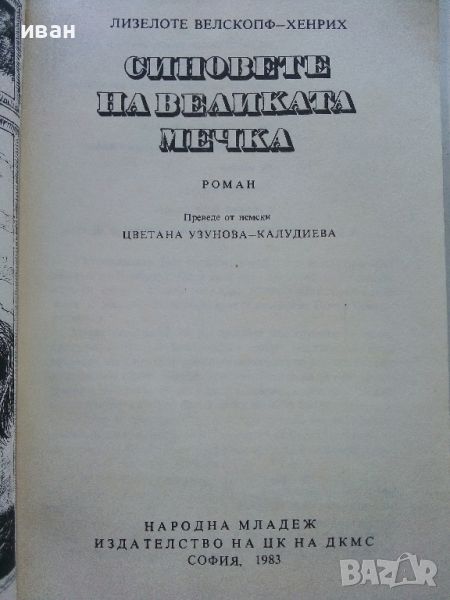 иван
ЛИЗЕЛОТЕ ВЕЛСКОПФ–ХЕНРИХ
СИНОВЕТЕ
НА ВЕЛИКАТА
МЕЧКА
РОМАН
Преведе от немски
ЦВЕТАНА УЗУНОВА–КАЛУДИЕВА
НАРОДНА МЛАДЕЖ
ИЗДАТЕЛСТВО НА ЦК НА ДКМС
СОФИЯ, 1983
BAZAR